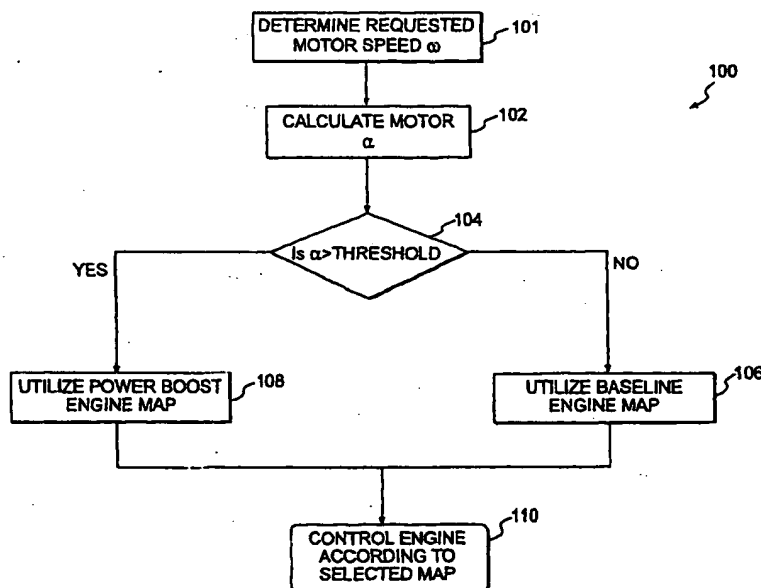 DETERMINE REQUESTED
MOTOR SPEED ω
101
100
CALCULATE MOTOR
α
102
104
Is α>THRESHOLD
YES
NO
UTILIZE POWER BOOST
ENGINE MAP
108
UTILIZE BASELINE
ENGINE MAP
106
110
CONTROL ENGINE
ACCORDING TO
SELECTED MAP